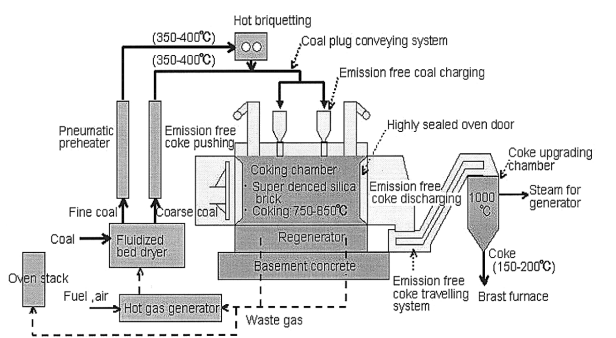 Hot briquetting
(350-400℃)
(350-400℃)
Coal plug conveying system
Emission free coal charging
Pneumatic
preheater
Emission free
coke pushing
Highly sealed oven door
Coke upgrading
chamber
Coking chamber
· Super denced silica
brick
· Coking:750-850℃
Emission free
coke discharging
1000
℃
Steam for
generator
Fine coal
Coarse coal
Coal
Fluidized
bed dryer
Regenerator
Basement concrete
Coke
(150-200℃)
Oven stack
Emission free
coke travelling
system
Brast furnace
Fuel ,air
Hot gas generator
Waste gas